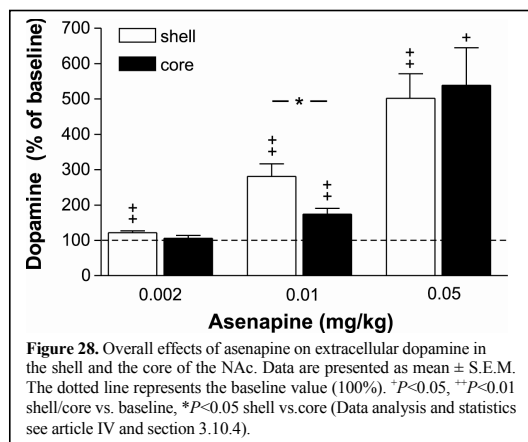 700
600
500
400
300
200
100
0
Dopamine (% of baseline)
shell
core
+
+
*
+
+
+
+
+
+
+
0.002
0.01
0.05
Asenapine (mg/kg)
Figure 28. Overall effects of asenapine on extracellular dopamine in
the shell and the core of the NAc. Data are presented as mean ± S.E.M.
The dotted line represents the baseline value (100%). +P<0.05, ++P<0.01
shell/core vs. baseline, *P<0.05 shell vs.core (Data analysis and statistics
see article IV and section 3.10.4).